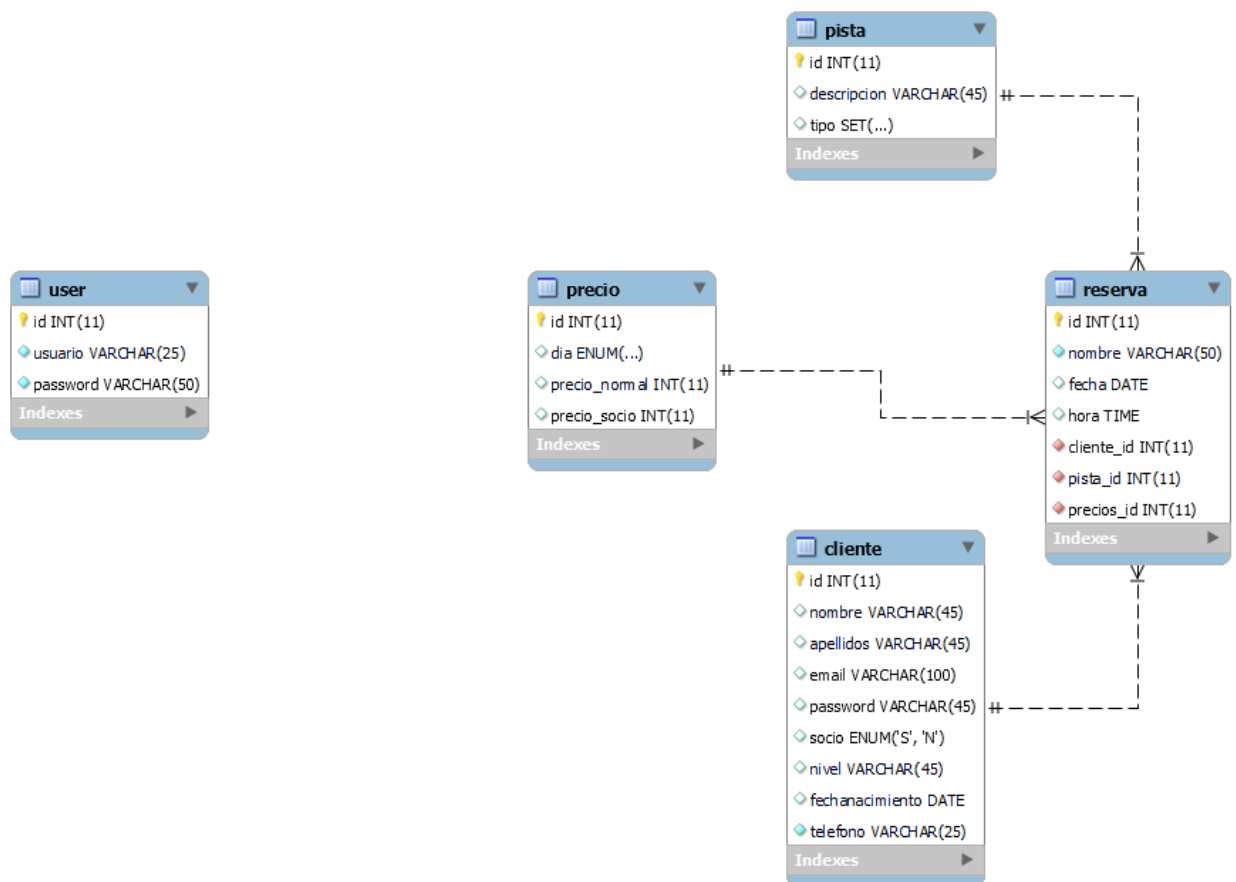 pista
id INT(11)
descripcion VARCHAR(45)
tipo SET(...)
Indexes
user
id INT(11)
usuario VARCHAR(25)
password VARCHAR(50)
Indexes
precio
id INT(11)
dia ENUM(...)
precio_normal INT(11)
precio_socio INT(11)
Indexes
reserva
id INT(11)
nombre VARCHAR(50)
fecha DATE
hora TIME
cliente_id INT(11)
pista_id INT(11)
precios_id INT(11)
Indexes
cliente
id INT(11)
nombre VARCHAR(45)
apellidos VARCHAR(45)
email VARCHAR(100)
password VARCHAR(45)
socio ENUM('S', 'N')
nivel VARCHAR(45)
fechanacimiento DATE
telefono VARCHAR(25)
Indexes